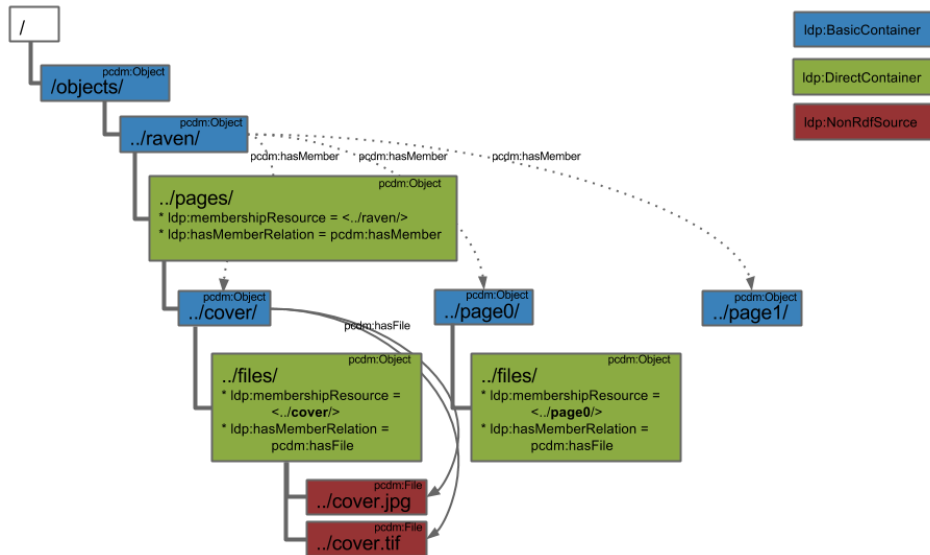 /
ldp:BasicContainer
pcdm:Object
/objects/
ldp:DirectContainer
pcdm:Object
../raven/
ldp:NonRdfSource
pcdm:hasMember
pcdm:hasMember
pcdm:hasMember
pcdm:Object
../pages/
* ldp:membershipResource = <../raven/>
* ldp:hasMemberRelation = pcdm:hasMember
pcdm:Object
../cover/
pcdm:Object
../page0/
pcdm:Object
../page1/
pcdm:hasFile
pcdm:Object
../files/
* ldp:membershipResource =
<../cover/>
* ldp:hasMemberRelation =
pcdm:hasFile
pcdm:Object
../files/
* ldp:membershipResource =
<../page0/>
* ldp:hasMemberRelation =
pcdm:hasFile
pcdm:File
../cover.jpg
pcdm:File
../cover.tif